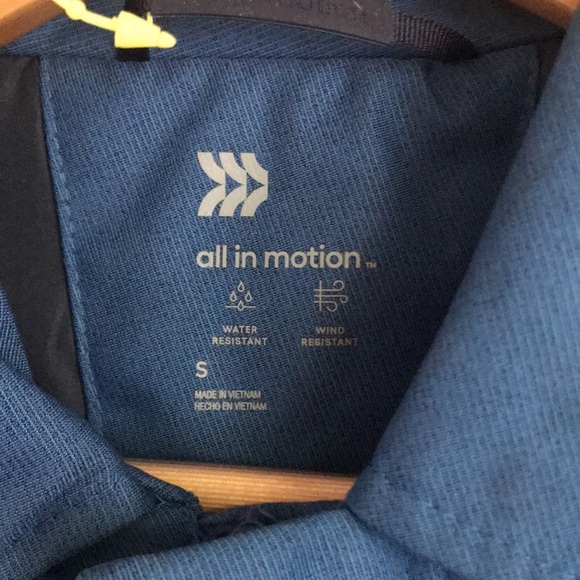 all in motion™
WATER
RESISTANT
WIND
RESISTANT
S
MADE IN VIETNAM
HECHO EN VIETNAM